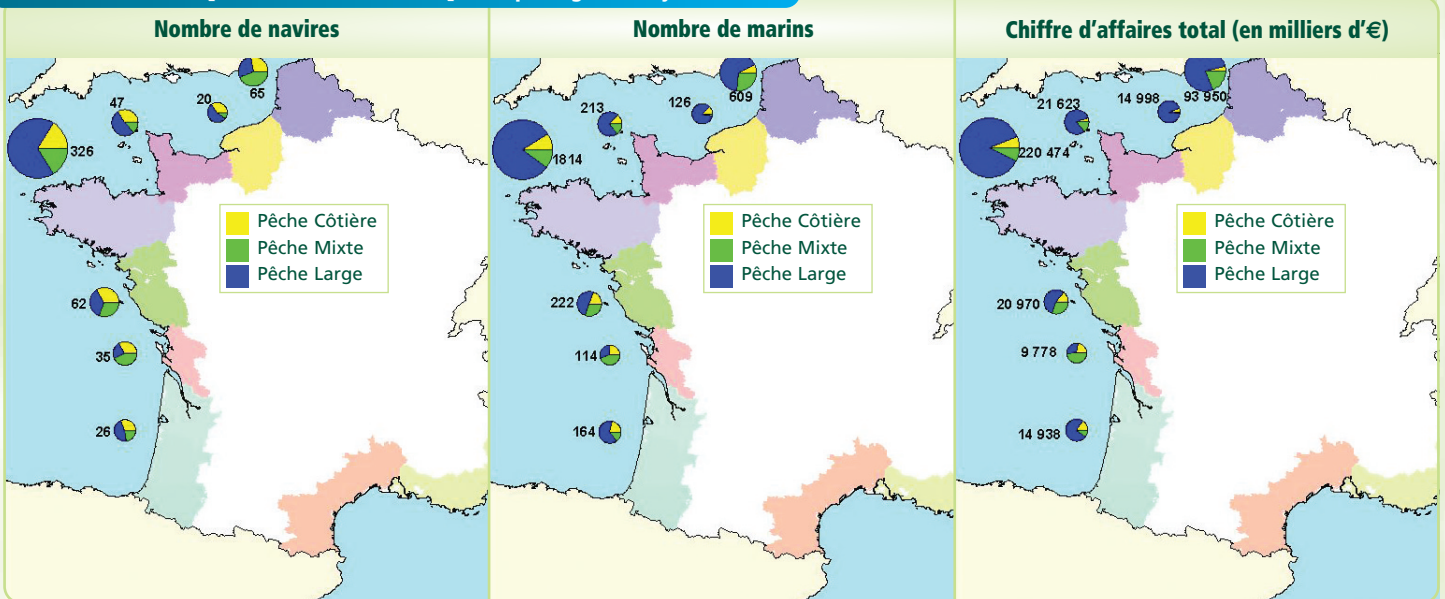 Nombre de navires
47
20
65
326
Pêche Côtière
Pêche Mixte
Pêche Large
62
35
26
Nombre de marins
213
126
609
1814
Pêche Côtière
Pêche Mixte
Pêche Large
222
114
164
Chiffre d'affaires total (en milliers d'€)
21 623
14 998
93 950
220 474
Pêche Côtière
Pêche Mixte
Pêche Large
20 970
9 778
14 938